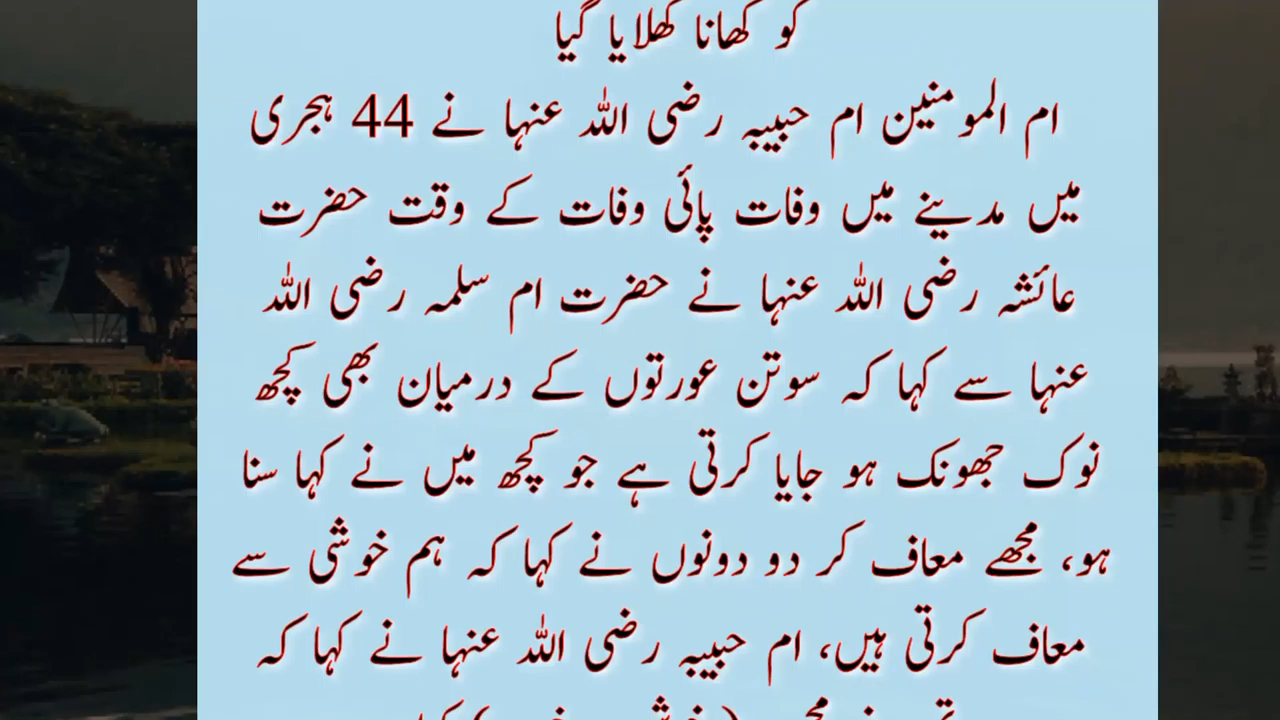 کو کھانا کھلایا گیا
ام المومنین ام حبیبہ رضی اللہ عنہا نے 44 ہجری
میں مدینے میں وفات پائی وفات کے وقت حضرت
عائشہ رضی اللہ عنہا نے حضرت ام سلمہ رضی اللہ
عنہا سے کہا کہ سوتن عورتوں کے درمیان بھی کچھ
نوک جھونک ہو جایا کرتی ہے جو کچھ میں نے کہا سنا
ہو، مجھے معاف کر دو دونوں نے کہا کہ ہم خوشی سے
معاف کرتی ہیں، ام حبیبہ رضی اللہ عنہا نے کہا کہ